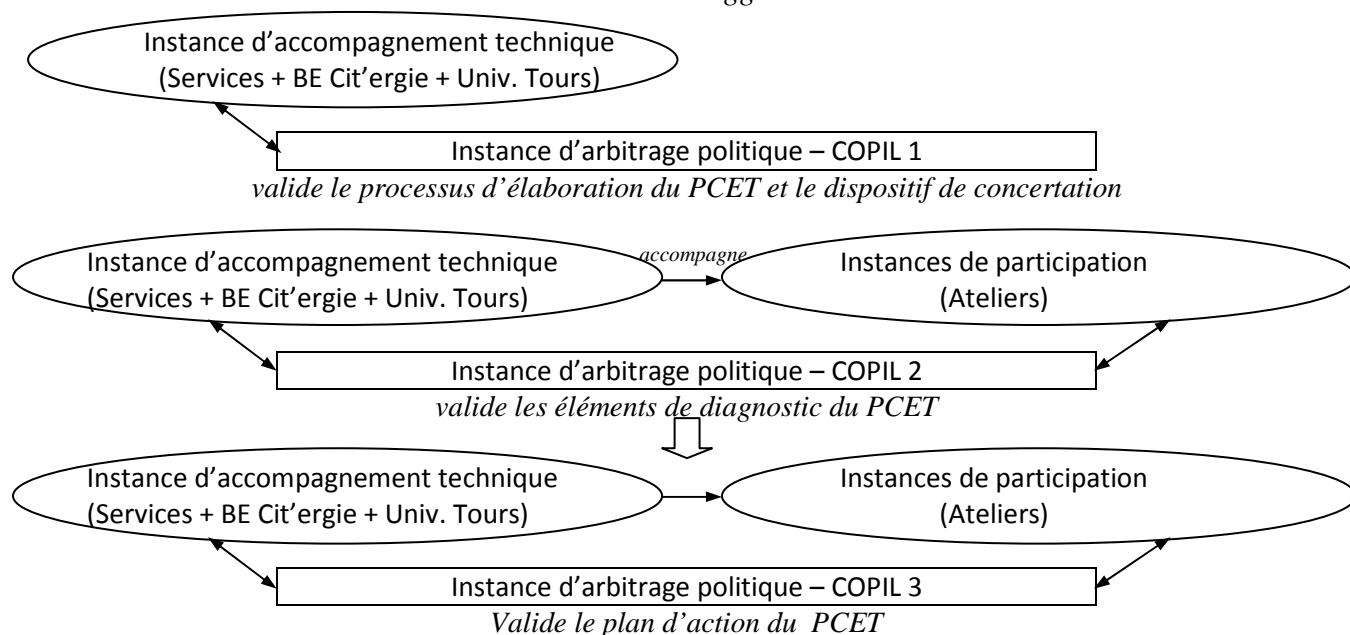 Instance d’accompagnement technique
(Services + BE Cit’ergie + Univ. Tours)
Instance d’arbitrage politique – COPIL 1
valide le processus d’élaboration du PCET et le dispositif de concertation
Instance d’accompagnement technique
(Services + BE Cit’ergie + Univ. Tours)
accompagne
Instances de participation
(Ateliers)
Instance d’arbitrage politique – COPIL 2
valide les éléments de diagnostic du PCET
Instance d’accompagnement technique
(Services + BE Cit’ergie + Univ. Tours)
Instances de participation
(Ateliers)
Instance d’arbitrage politique – COPIL 3
Valide le plan d’action du PCET